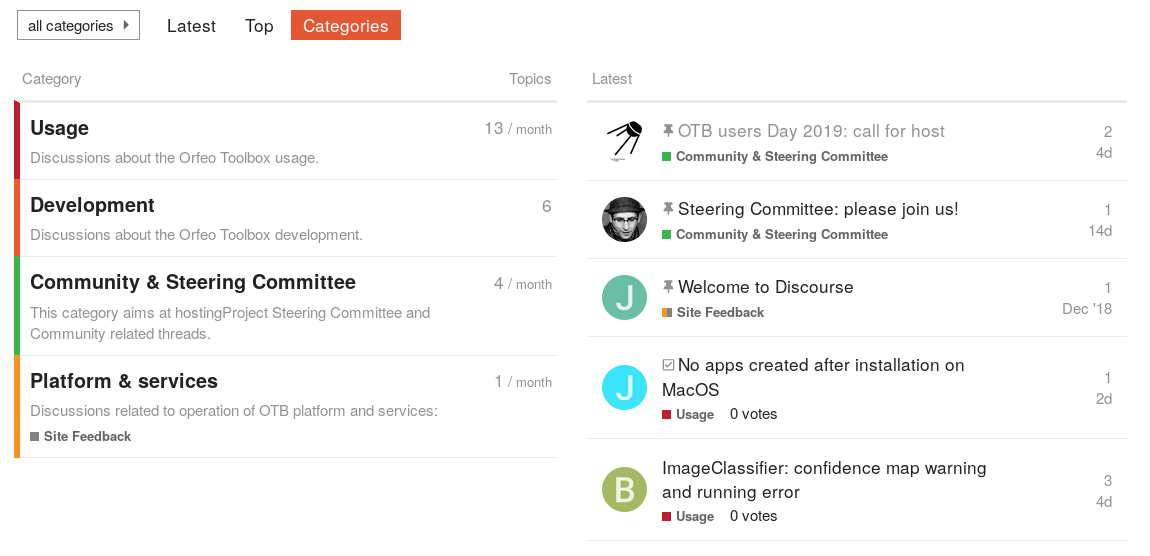 all categories
Latest
Top
Categories
Category
Topics
Usage
13 / month
Discussions about the Orfeo Toolbox usage.
Development
6
Discussions about the Orfeo Toolbox development.
Community & Steering Committee
4 / month
This category aims at hostingProject Steering Committee and
Community related threads.
Platform & services
1 / month
Discussions related to operation of OTB platform and services:
Site Feedback
Latest
OTB users Day 2019: call for host
2
Community & Steering Committee
4d
Steering Committee: please join us!
1
Community & Steering Committee
14d
J
Welcome to Discourse
1
Site Feedback
Dec '18
J
No apps created after installation on
MacOS
1
Usage 0 votes
2d
B
ImageClassifier: confidence map warning
and running error
3
Usage 0 votes
4d